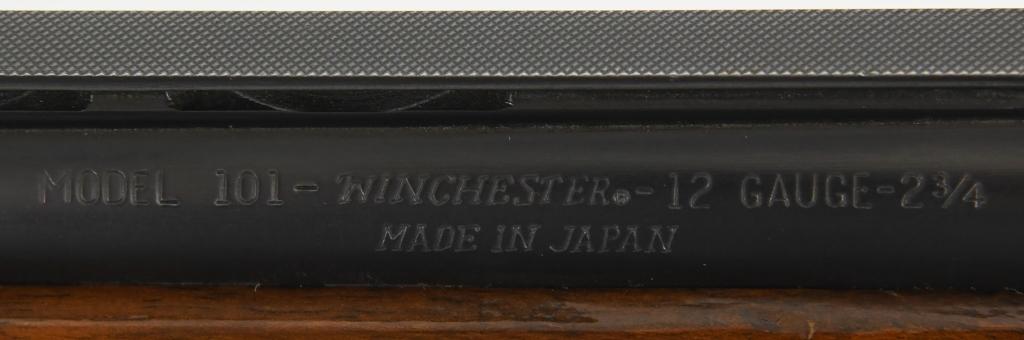 MODEL 101-WINCHESTER®-12 GAUGE-2¾
MADE IN JAPAN